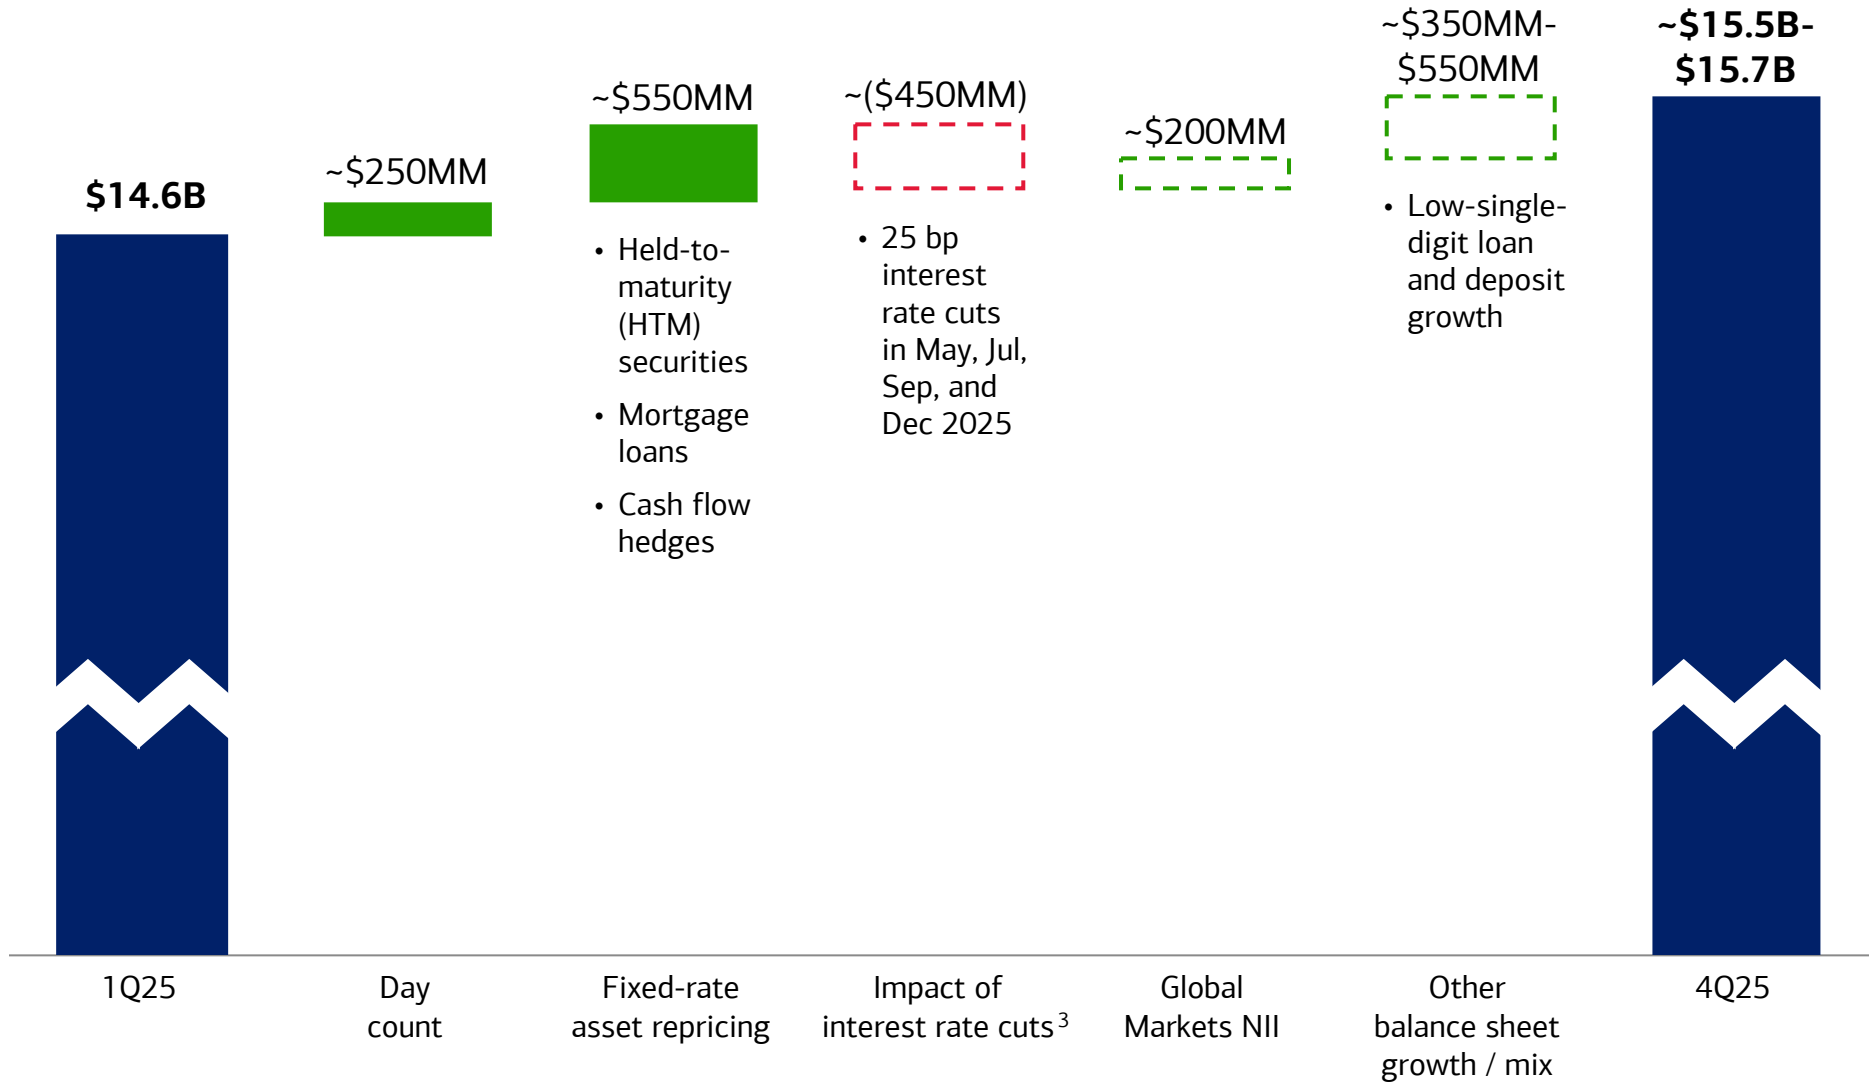 $14.6B
~$250MM
~$550MM
• Held-to-
maturity
(HTM)
securities
• Mortgage
loans
• Cash flow
hedges
~($450MM)
• 25 bp
interest
rate cuts
in May, Jul,
Sep, and
Dec 2025
~$200MM
~$350MM-
$550MM
• Low-single-
digit loan
and deposit
growth
~$15.5B-
$15.7B
1Q25
Day
count
Fixed-rate
asset repricing
Impact of
interest rate cuts³
Global
Markets NII
Other
balance sheet
growth / mix
4Q25